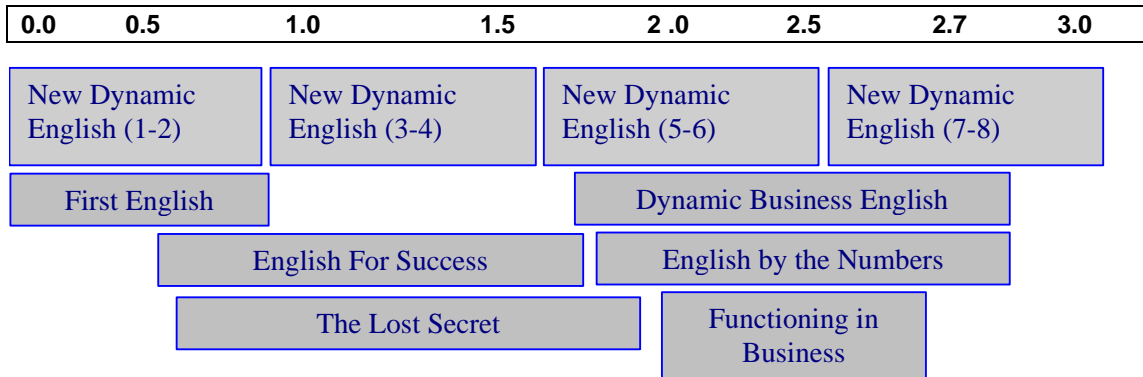 0.0 0.5 1.0 1.5 2 .0 2.5 2.7 3.0
New Dynamic
English (1-2)
New Dynamic
English (3-4)
New Dynamic
English (5-6)
New Dynamic
English (7-8)
First English
Dynamic Business English
English For Success
English by the Numbers
The Lost Secret
Functioning in
Business